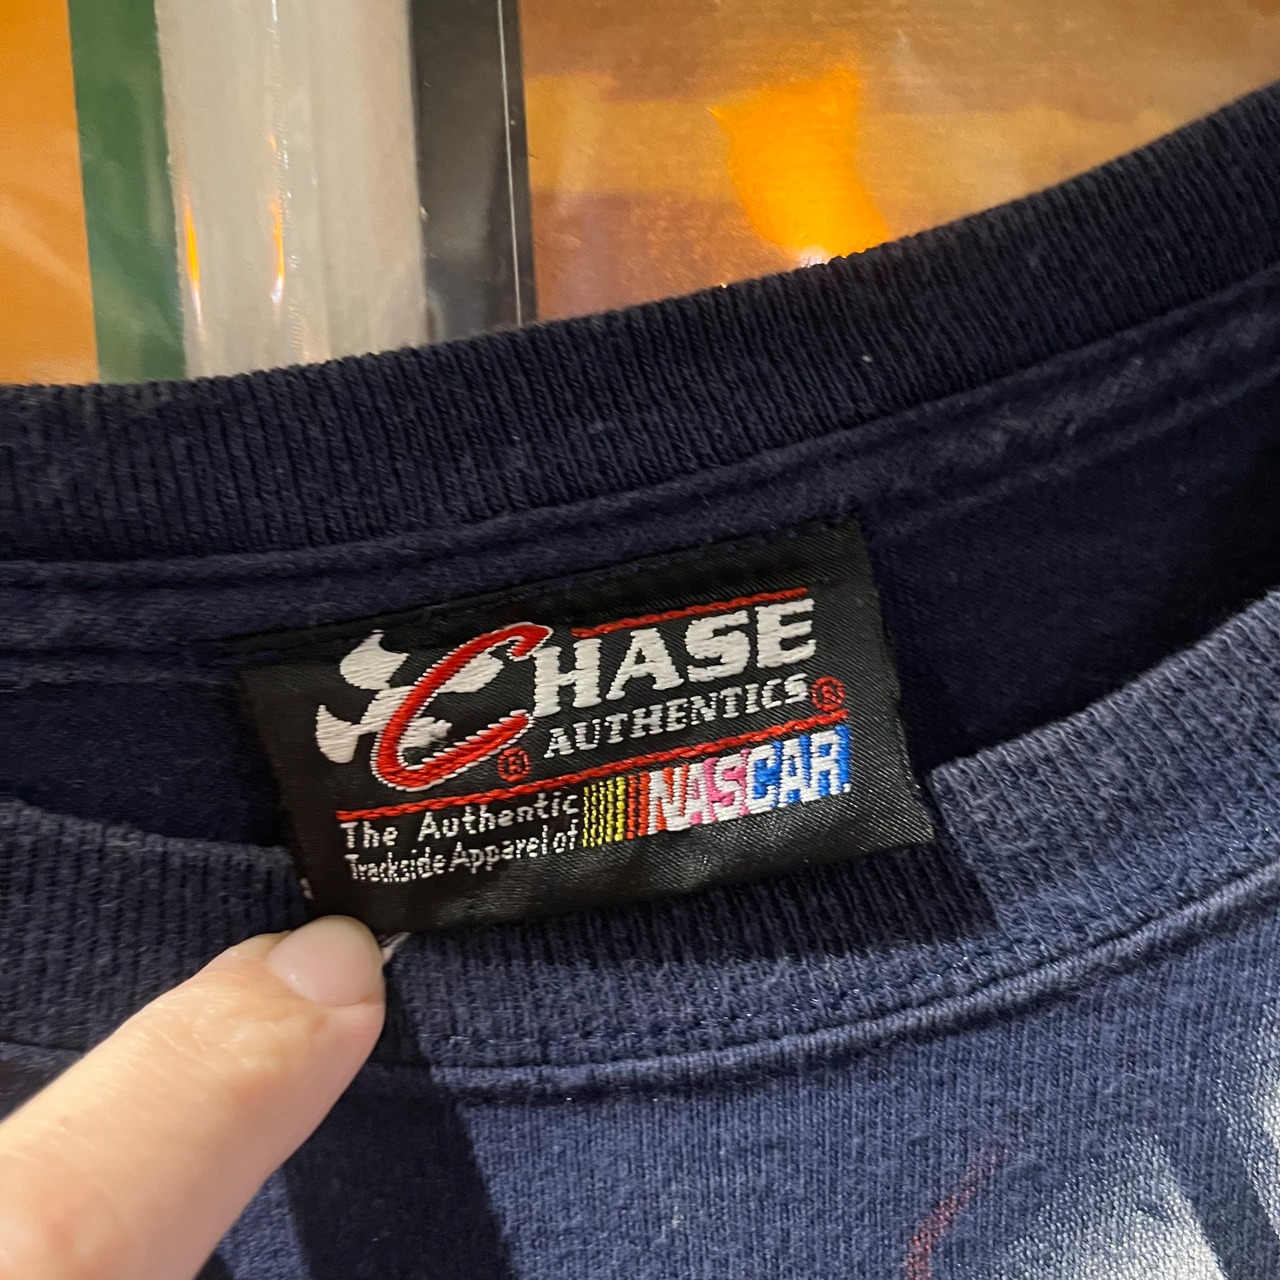 CHASE
AUTHENTICS®
®
The Authentic
Trackside Apparel of
NASCAR